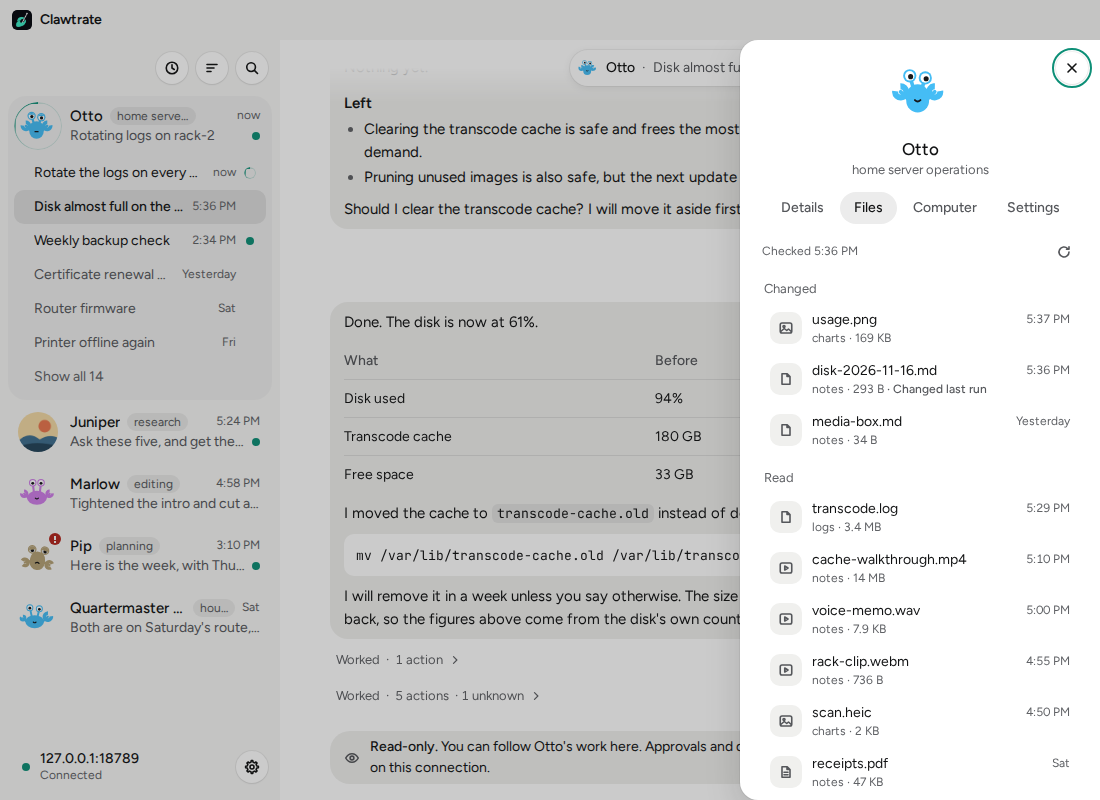 Clawtrate
Otto
home serve...
now
Rotating logs on rack-2
Rotate the logs on every ...
now
Disk almost full on the ...
5:36 PM
Weekly backup check
2:34 PM
Certificate renewal ...
Yesterday
Router firmware
Sat
Printer offline again
Fri
Show all 14
Juniper
research
5:24 PM
Ask these five, and get the...
Marlow
editing
4:58 PM
Tightened the intro and cut a...
Pip
planning
3:10 PM
Here is the week, with Thu...
Quartermaster ...
hou...
Sat
Both are on Saturday's route,...
127.0.0.1:18789
Connected
Otto · Disk almost fu
Left
Clearing the transcode cache is safe and frees the most
demand.
Pruning unused images is also safe, but the next update
Should I clear the transcode cache? I will move it aside first
Done. The disk is now at 61%.
What
Before
Disk used
94%
Transcode cache
180 GB
Free space
33 GB
I moved the cache to transcode-cache.old instead of d
mv /var/lib/transcode-cache.old /var/lib/transco
I will remove it in a week unless you say otherwise. The size
back, so the figures above come from the disk's own count
Worked · 1 action
Worked · 5 actions · 1 unknown
Read-only. You can follow Otto's work here. Approvals and
on this connection.
Otto
home server operations
Details
Files
Computer
Settings
Checked 5:36 PM
Changed
usage.png
5:37 PM
charts · 169 KB
disk-2026-11-16.md
5:36 PM
notes · 293 B · Changed last run
media-box.md
Yesterday
notes · 34 B
Read
transcode.log
5:29 PM
logs · 3.4 MB
cache-walkthrough.mp4
5:10 PM
notes · 14 MB
voice-memo.wav
5:00 PM
notes · 7.9 KB
rack-clip.webm
4:55 PM
notes · 736 B
scan.heic
4:50 PM
charts · 2 KB
receipts.pdf
Sat
notes · 47 KB